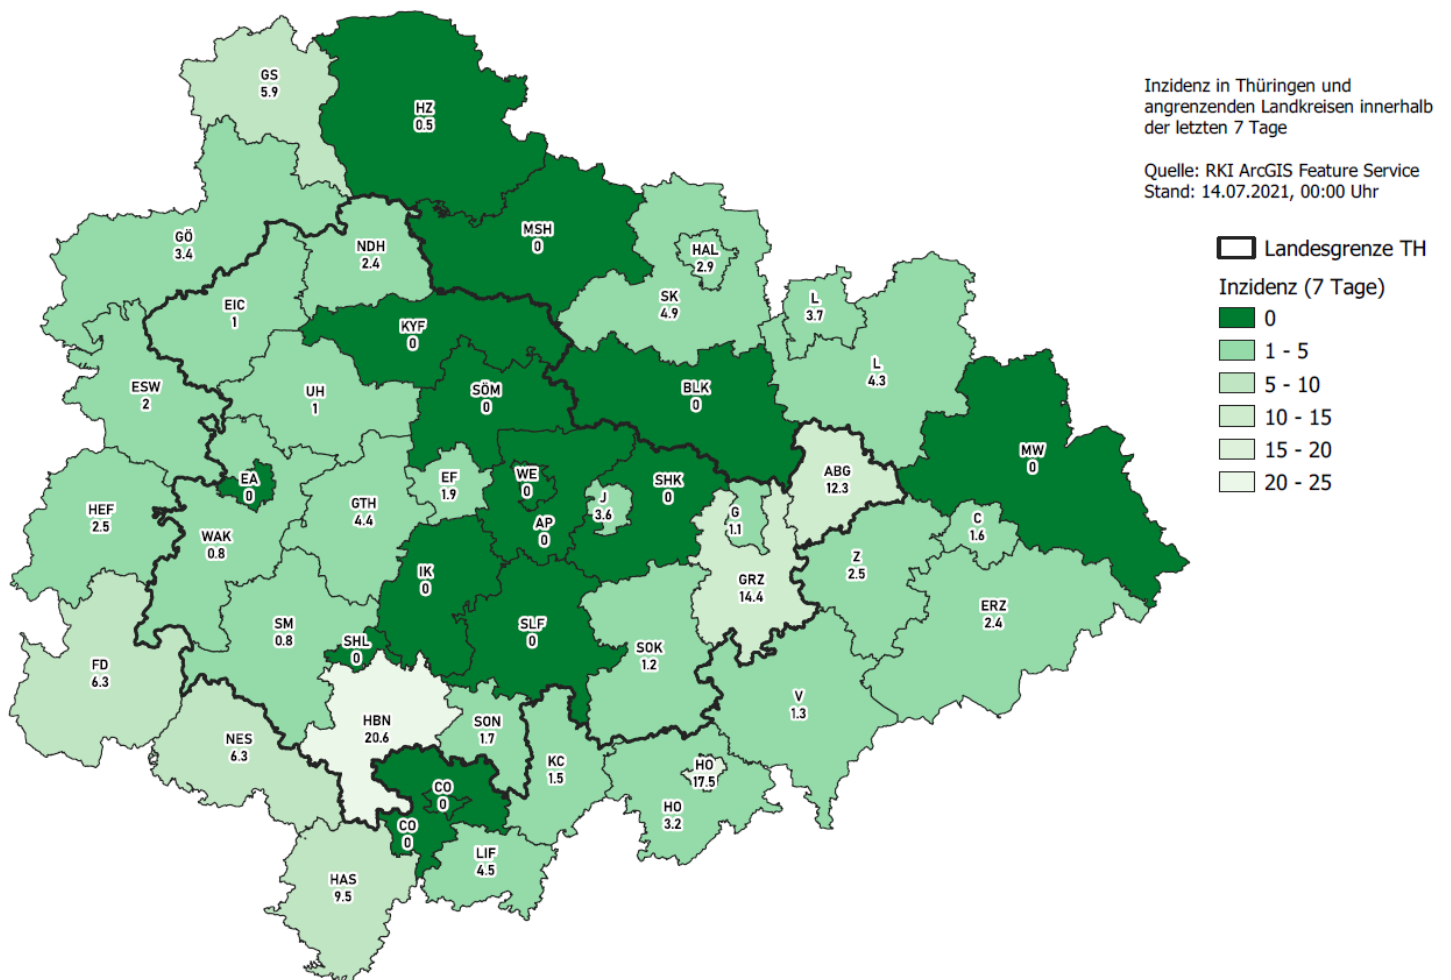 Inzidenz in Thüringen und
angrenzenden Landkreisen innerhalb
der letzten 7 Tage
Quelle: RKI ArcGIS Feature Service
Stand: 14.07.2021, 00:00 Uhr
Landesgrenze TH
Inzidenz (7 Tage)
0
1 - 5
5 - 10
10 - 15
15 - 20
20 - 25
GS
5.9
HZ
0.5
GÖ
3.4
NDH
2.4
MSH
0
HAL
2.9
SK
4.9
L
3.7
L
4.3
EIC
1
KYF
0
ESW
2
UH
1
SÖM
0
BLK
0
MW
0
ABG
12.3
EA
0
EF
1.9
WE
0
SHK
0
J
3.6
G
1.1
HEF
2.5
GTH
4.4
WAK
0.8
AP
0
C
1.6
Z
2.5
IK
0
GRZ
14.4
ERZ
2.4
SM
0.8
SLF
0
SHL
0
SOK
1.2
FD
6.3
V
1.3
NES
6.3
HBN
20.6
SON
1.7
KC
1.5
HO
17.5
HO
3.2
CO
0
CO
0
LIF
4.5
HAS
9.5